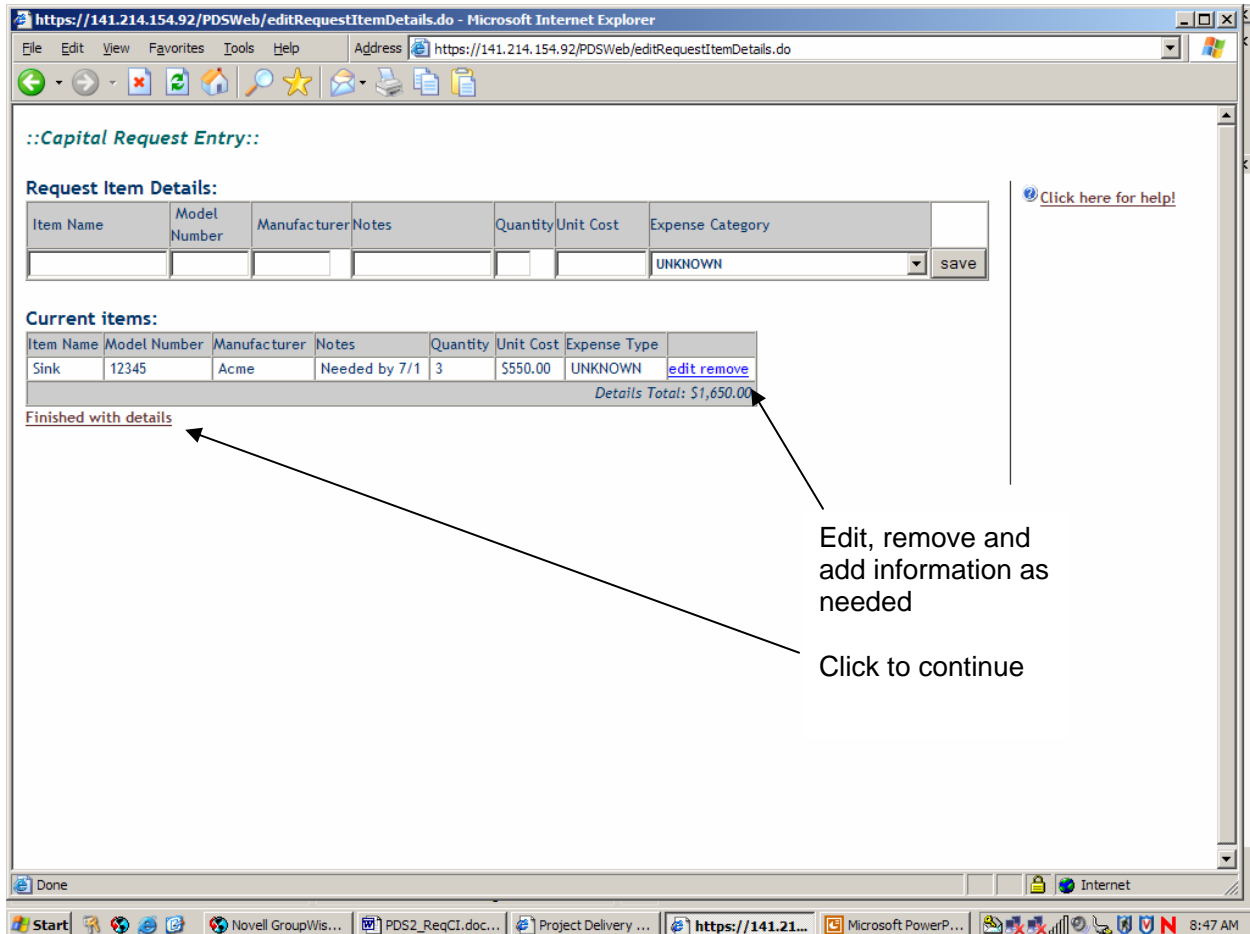 https://141.214.154.92/PDSWeb/editRequestItemDetails.do - Microsoft Internet Explorer
File Edit View Favorites Tools Help Address https://141.214.154.92/PDSWeb/editRequestItemDetails.do
::Capital Request Entry::
Request Item Details:
Click here for help!
Item Name Model Number Manufacturer Notes Quantity Unit Cost Expense Category
UNKNOWN save
Current items:
Item Name Model Number Manufacturer Notes Quantity Unit Cost Expense Type
Sink 12345 Acme Needed by 7/1 3 $550.00 UNKNOWN edit remove
Details Total: $1,650.00
Finished with details
Edit, remove and
add information as
needed
Click to continue
Done Internet
Start Novell GroupWis... PDS2_ReqCI.doc... Project Delivery ... https://141.21... Microsoft PowerP... 8:47 AM